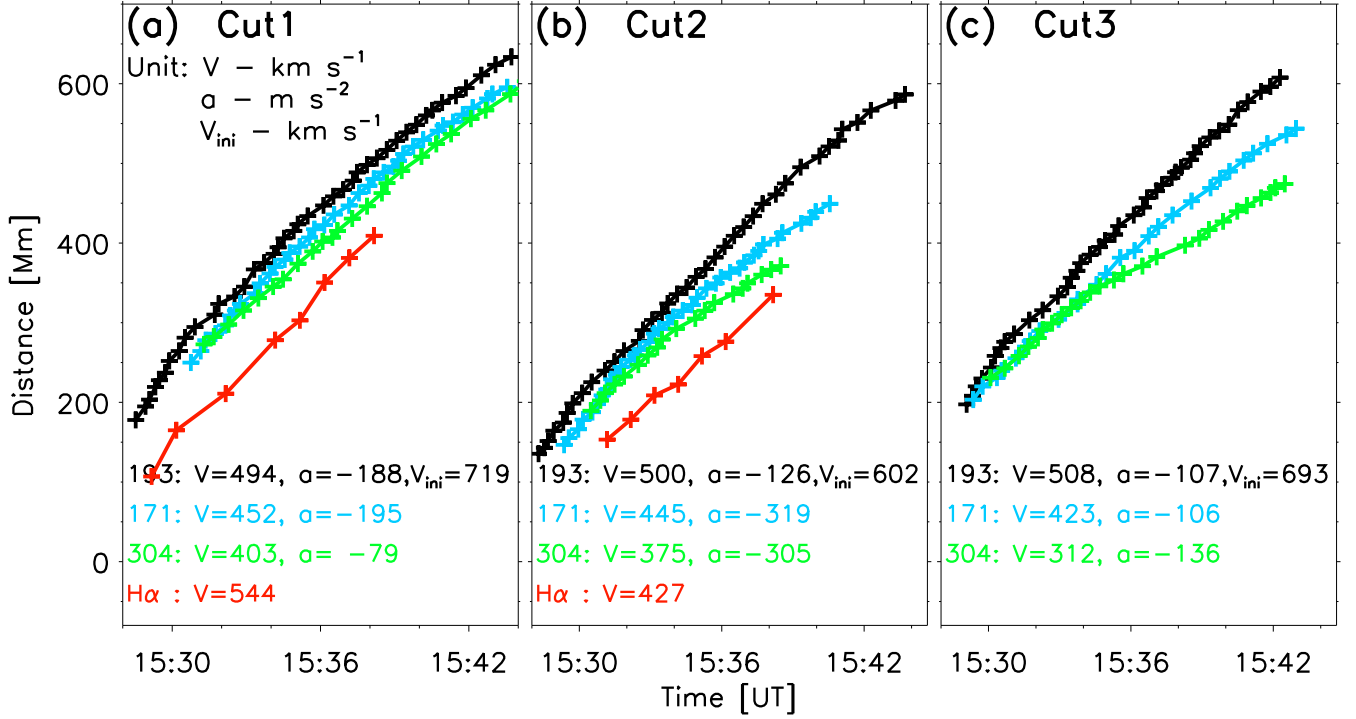 (a) Cut1
Unit: V − km s⁻¹
a − m s⁻²
V_ini − km s⁻¹
193: V=494, a=−188,V_ini=719
171: V=452, a=−195
304: V=403, a= −79
Hα : V=544
(b) Cut2
193: V=500, a=−126,V_ini=602
171: V=445, a=−319
304: V=375, a=−305
Hα : V=427
(c) Cut3
193: V=508, a=−107,V_ini=693
171: V=423, a=−106
304: V=312, a=−136
Distance [Mm]
600
400
200
0
15:30 15:36 15:42 15:30 15:36 15:42 15:30 15:36 15:42
Time [UT]